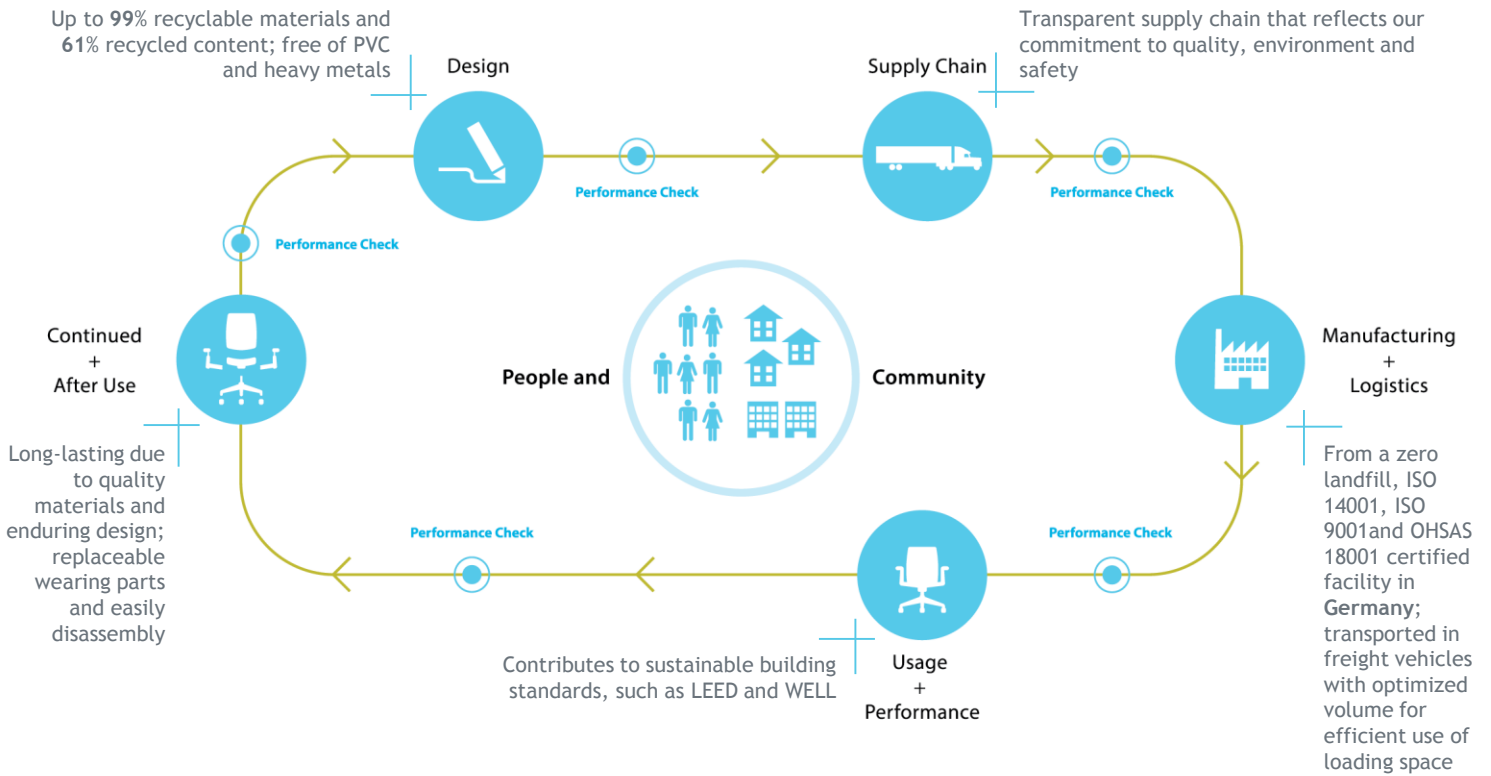 Up to 99% recyclable materials and
61% recycled content; free of PVC
and heavy metals
Design
Supply Chain
Transparent supply chain that reflects our
commitment to quality, environment and
safety
Performance Check
Performance Check
Performance Check
Continued
+
After Use
People and
Community
Manufacturing
+
Logistics
Long-lasting due
to quality
materials and
enduring design;
replaceable
wearing parts
and easily
disassembly
From a zero
landfill, ISO
14001, ISO
9001and OHSAS
18001 certified
facility in
Germany;
transported in
freight vehicles
with optimized
volume for
efficient use of
loading space
Performance Check
Performance Check
Contributes to sustainable building
standards, such as LEED and WELL
Usage
+
Performance